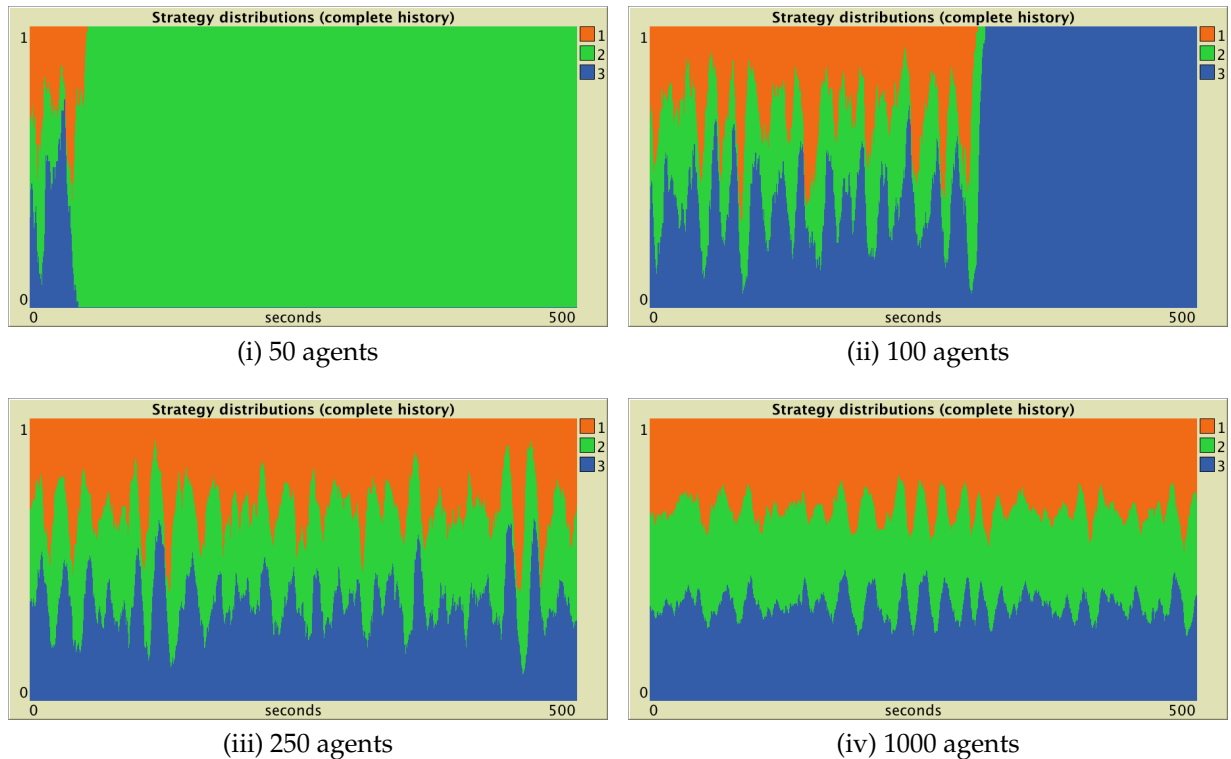 Strategy distributions (complete history)
1
1
2
3
0
0 seconds 500
(i) 50 agents
Strategy distributions (complete history)
1
1
2
3
0
0 seconds 500
(ii) 100 agents
Strategy distributions (complete history)
1
1
2
3
0
0 seconds 500
(iii) 250 agents
Strategy distributions (complete history)
1
1
2
3
0
0 seconds 500
(iv) 1000 agents